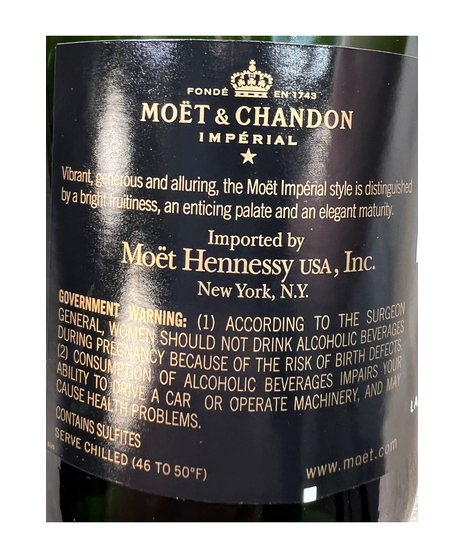 FONDÉ EN 1743
MOËT & CHANDON
IMPÉRIAL
Vibrant, generous and alluring, the Moët Impérial style is distinguished
by a bright fruitiness, an enticing palate and an elegant maturity.
Imported by
Moët Hennessy USA, Inc.
New York, N.Y.
GOVERNMENT WARNING: (1) ACCORDING TO THE SURGEON
GENERAL, WOMEN SHOULD NOT DRINK ALCOHOLIC BEVERAGES
DURING PREGNANCY BECAUSE OF THE RISK OF BIRTH DEFECTS.
(2) CONSUMPTION OF ALCOHOLIC BEVERAGES IMPAIRS YOUR
ABILITY TO DRIVE A CAR OR OPERATE MACHINERY, AND MAY
CAUSE HEALTH PROBLEMS.
CONTAINS SULFITES
SERVE CHILLED (46 TO 50°F)
www.moet.com